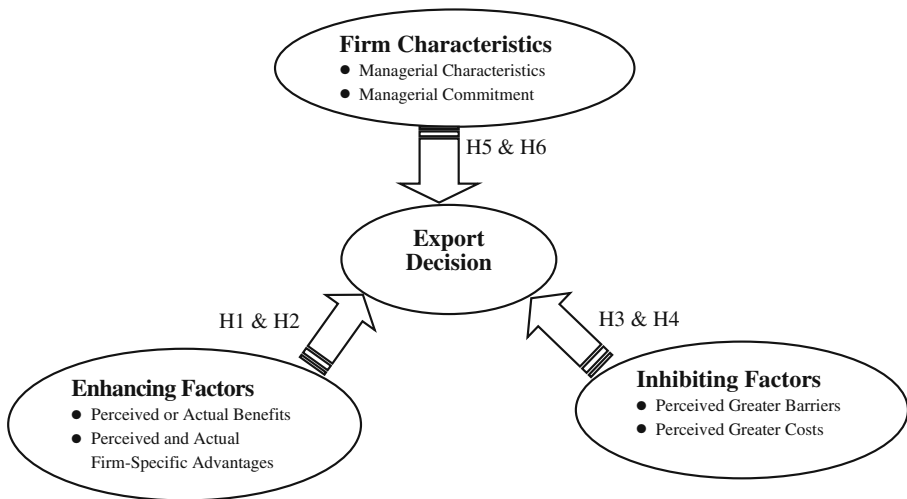 Firm Characteristics
● Managerial Characteristics
● Managerial Commitment
H5 & H6
Export
Decision
H1 & H2
H3 & H4
Enhancing Factors
● Perceived or Actual Benefits
● Perceived and Actual
Firm-Specific Advantages
Inhibiting Factors
● Perceived Greater Barriers
● Perceived Greater Costs